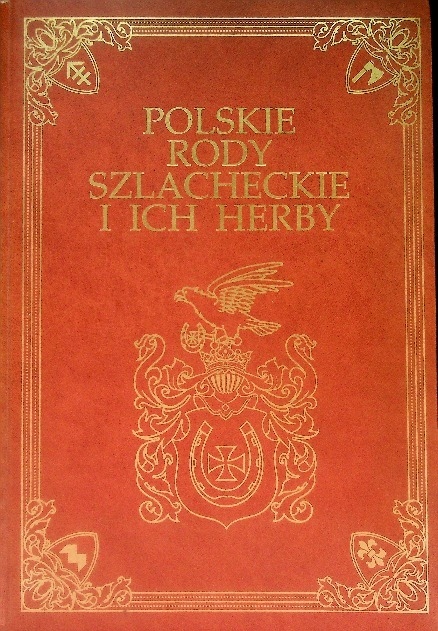 POLSKIE
RODY
SZLACHECKIE
I ICH HERBY